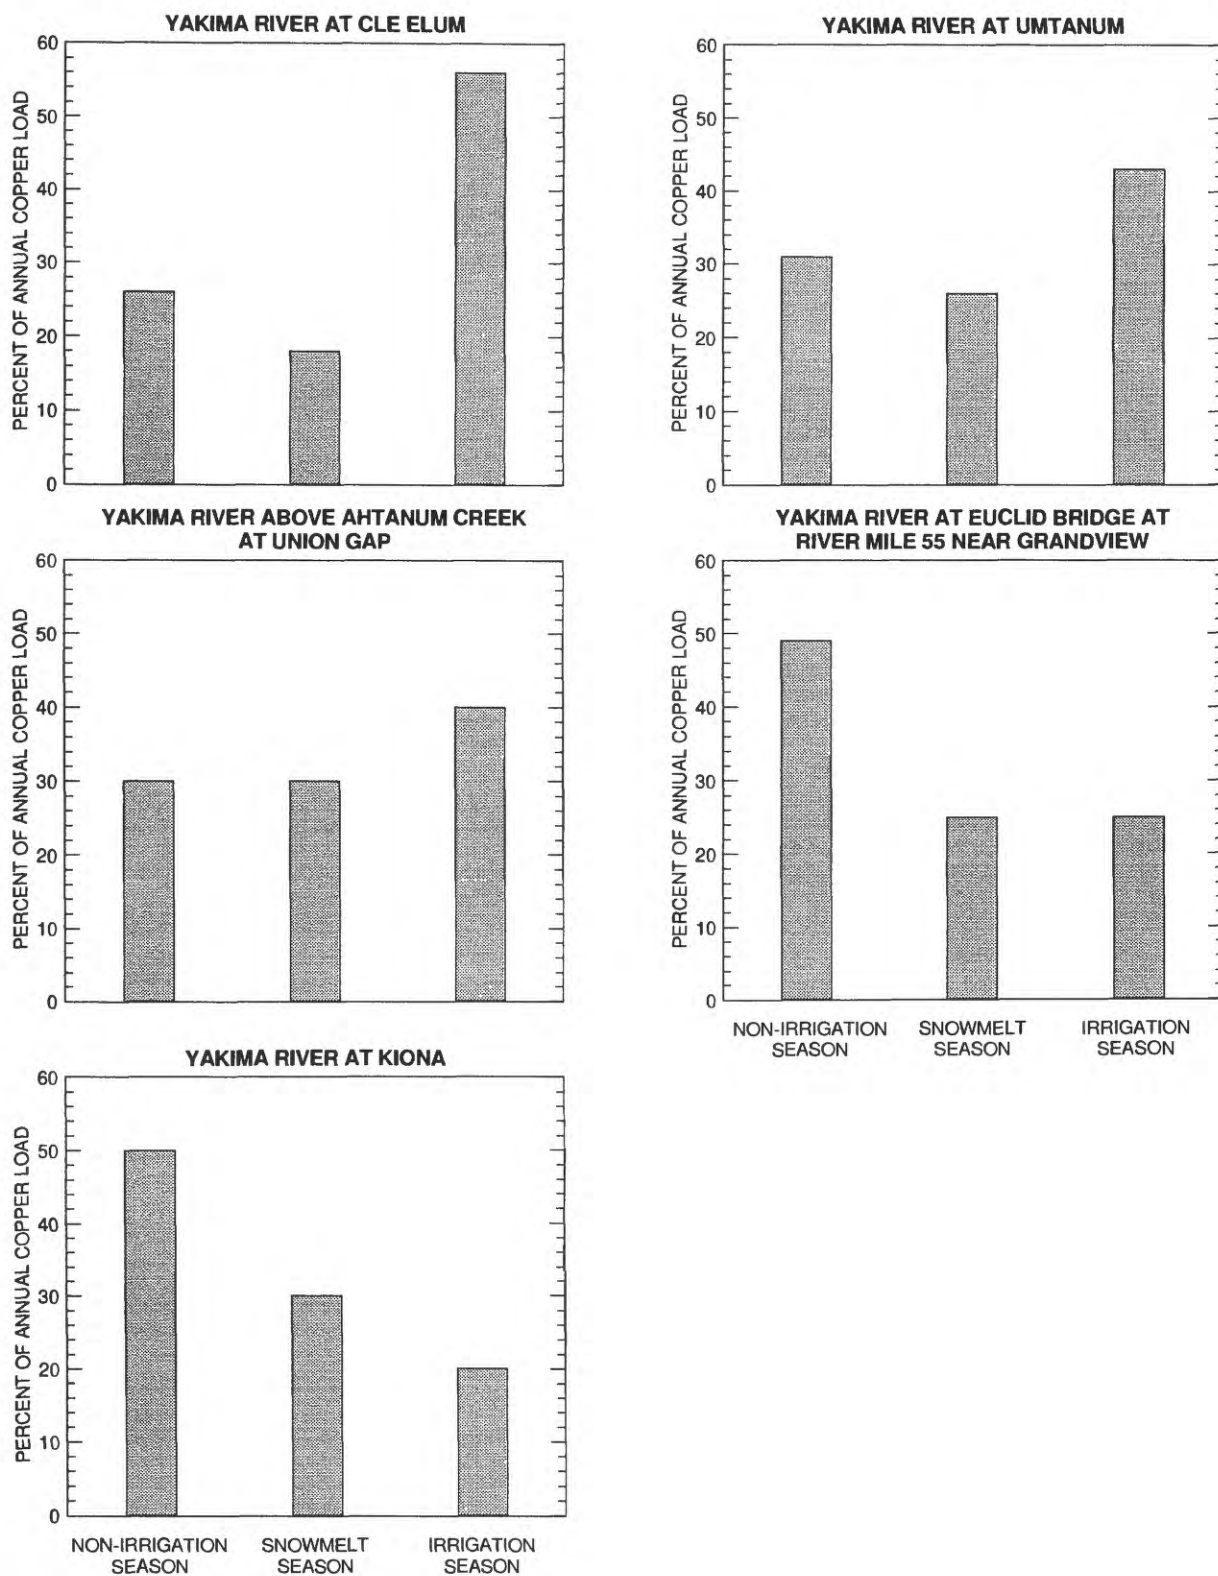 YAKIMA RIVER AT CLE ELUM
PERCENT OF ANNUAL COPPER LOAD
60
50
40
30
20
10
0
YAKIMA RIVER AT UMTANUM
PERCENT OF ANNUAL COPPER LOAD
60
50
40
30
20
10
0
YAKIMA RIVER ABOVE AHTANUM CREEK
AT UNION GAP
PERCENT OF ANNUAL COPPER LOAD
60
50
40
30
20
10
0
YAKIMA RIVER AT EUCLID BRIDGE AT
RIVER MILE 55 NEAR GRANDVIEW
PERCENT OF ANNUAL COPPER LOAD
60
50
40
30
20
10
0
NON-IRRIGATION SNOWMELT IRRIGATION
SEASON SEASON SEASON
YAKIMA RIVER AT KIONA
PERCENT OF ANNUAL COPPER LOAD
60
50
40
30
20
10
0
NON-IRRIGATION SNOWMELT IRRIGATION
SEASON SEASON SEASON